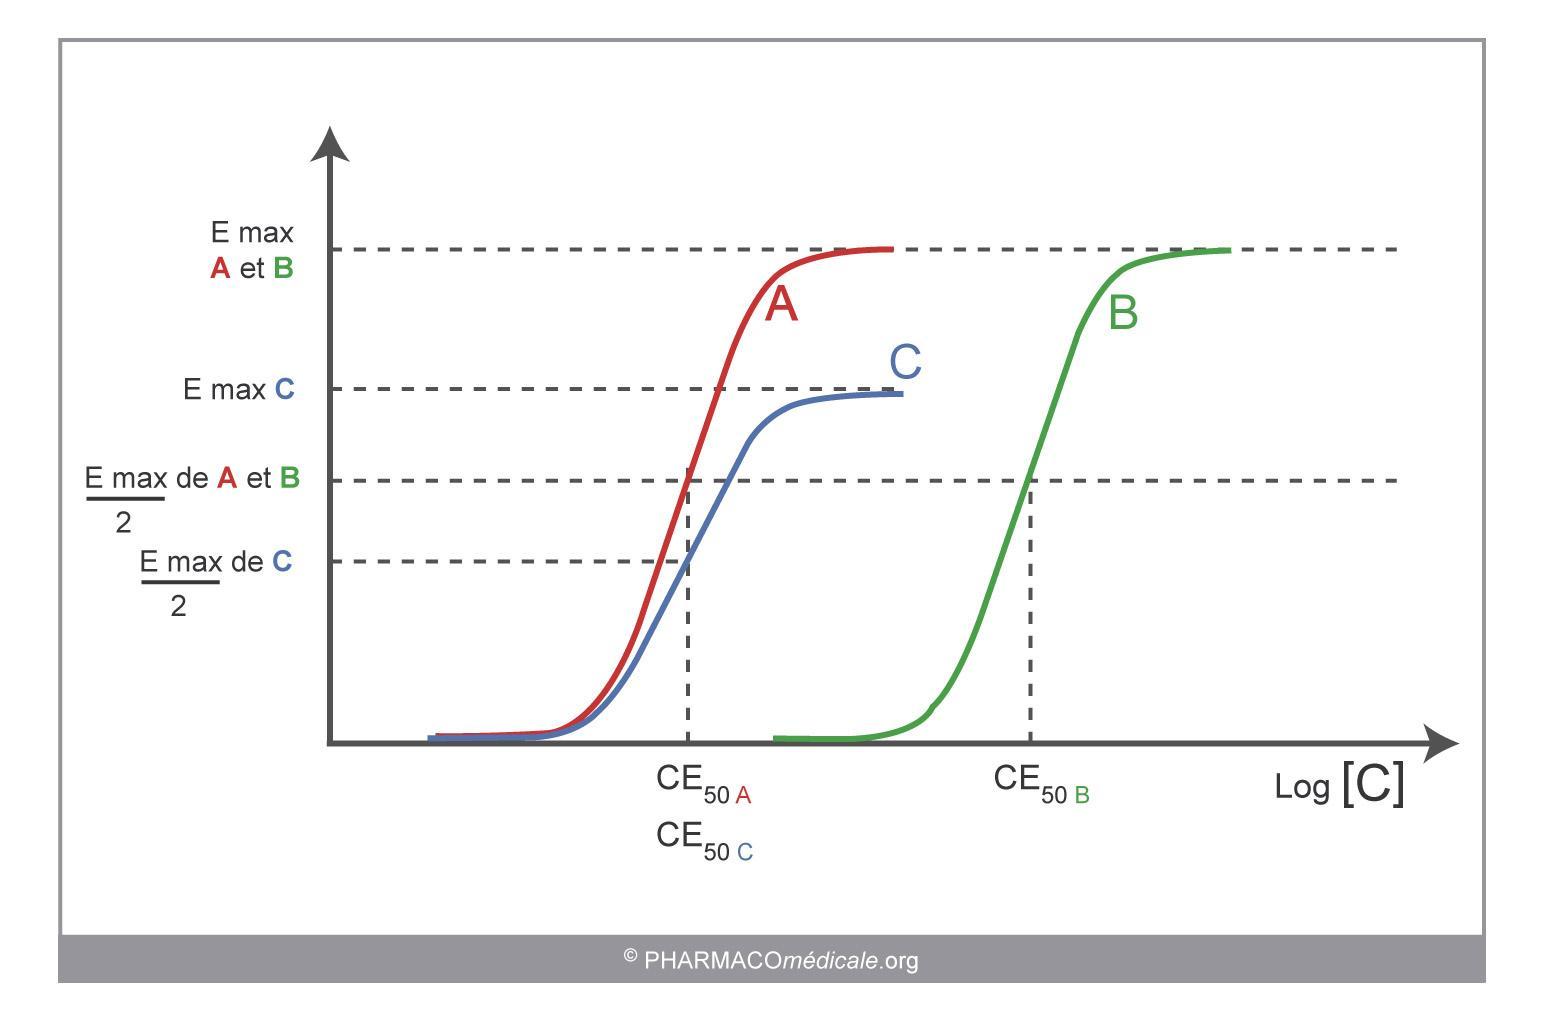 E max
A et B
A
B
C
E max C
E max de A et B
2
E max de C
2
CE50 A
CE50 B
Log [C]
CE50 C
© PHARMACOmédicale.org